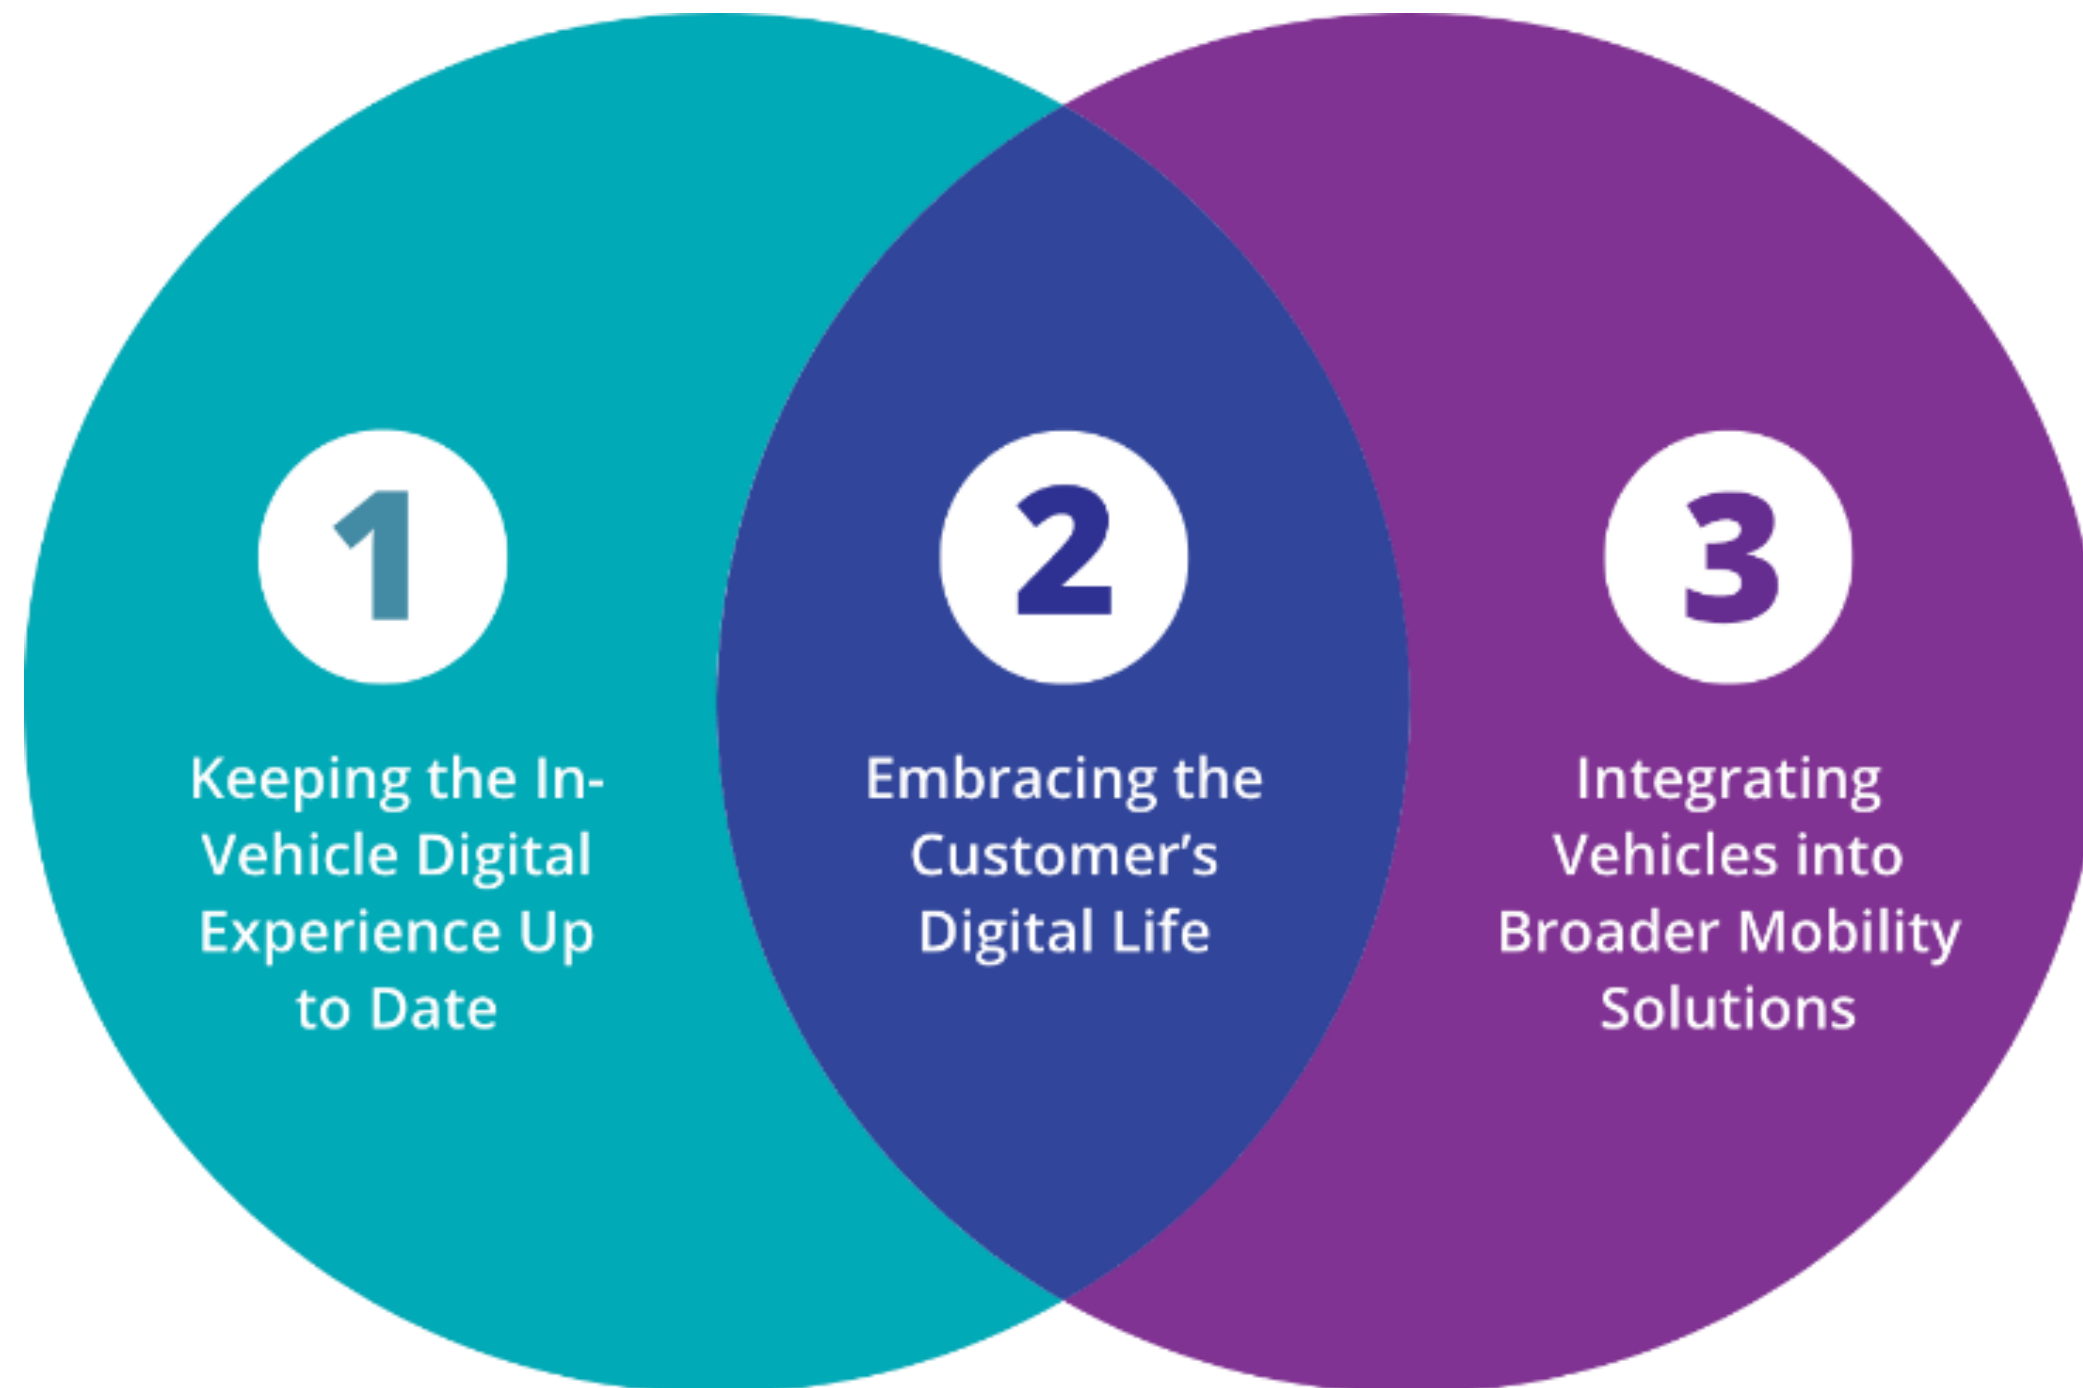 1
Keeping the In-
Vehicle Digital
Experience Up
to Date
2
Embracing the
Customer’s
Digital Life
3
Integrating
Vehicles into
Broader Mobility
Solutions